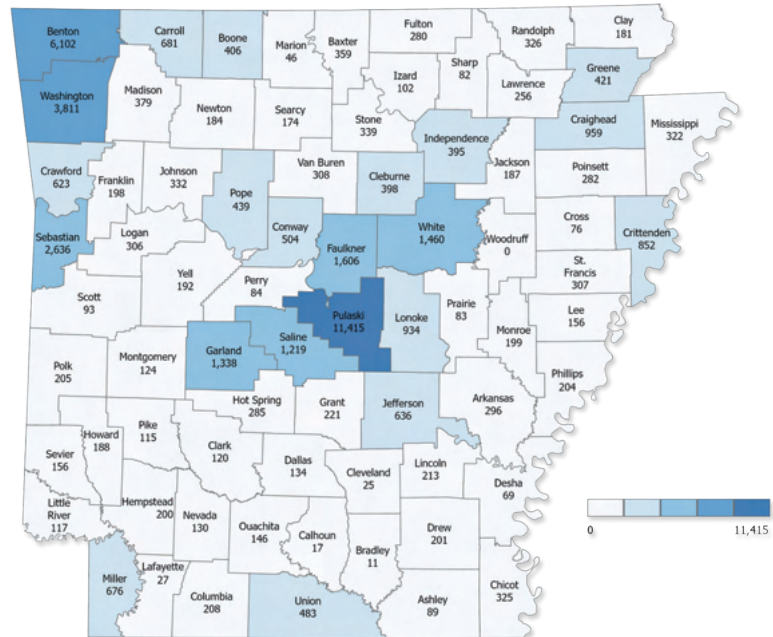 Benton
6,102
Carroll
681
Boone
406
Marion
46
Baxter
359
Fulton
280
Randolph
326
Clay
181
Sharp
82
Izard
102
Lawrence
256
Greene
421
Washington
3,811
Madison
379
Newton
184
Searcy
174
Stone
339
Independence
395
Craighead
959
Mississippi
322
Crawford
623
Franklin
198
Johnson
332
Pope
439
Van Buren
308
Cleburne
398
Jackson
187
Poinsett
282
Sebastian
2,636
Logan
306
Conway
504
Faulkner
1,606
White
1,460
Woodruff
0
Cross
76
Crittenden
852
St.
Francis
307
Scott
93
Yell
192
Perry
84
Pulaski
11,415
Lonoke
934
Prairie
83
Monroe
199
Lee
156
Saline
1,219
Garland
1,338
Polk
205
Montgomery
124
Phillips
204
Hot Spring
285
Grant
221
Jefferson
636
Arkansas
296
Sevier
156
Howard
188
Pike
115
Clark
120
Dallas
134
Cleveland
25
Lincoln
213
Desha
69
Little
River
117
Hempstead
200
Nevada
130
Ouachita
146
Calhoun
17
Bradley
11
Drew
201
0
11,415
Miller
676
Lafayette
27
Columbia
208
Union
483
Ashley
89
Chicot
325